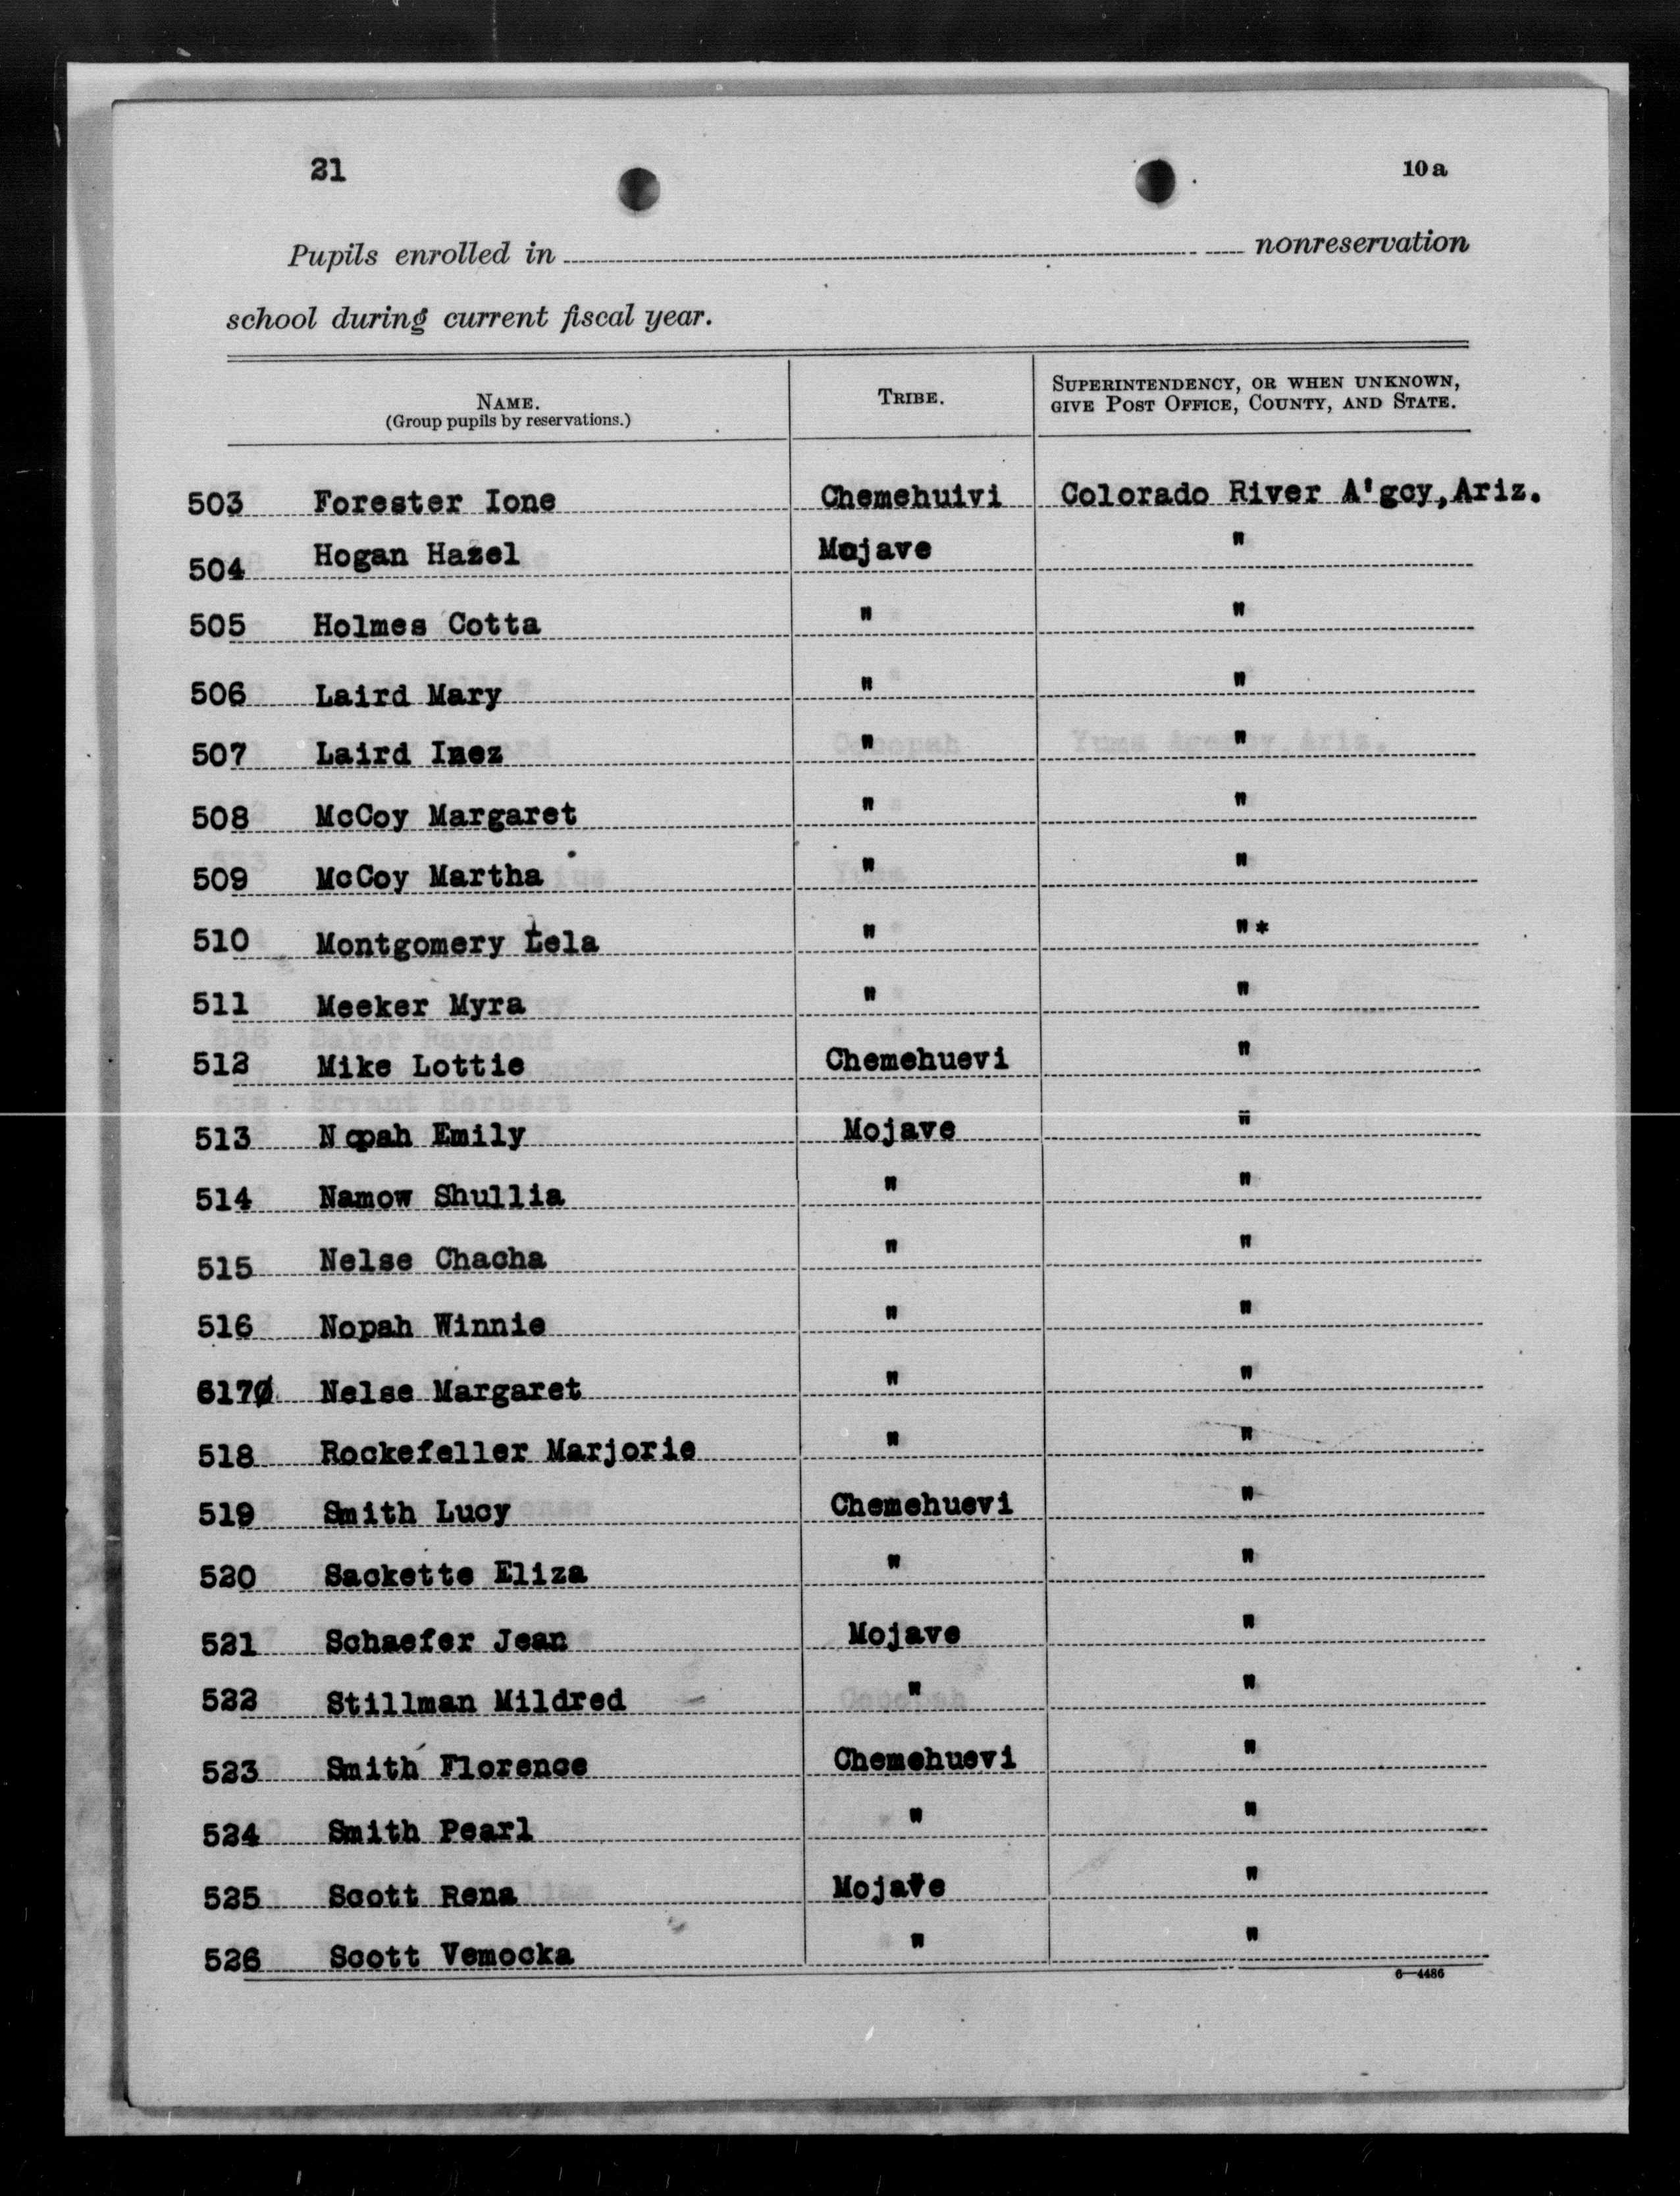 21
10a
Pupils enrolled in nonreservation
school during current fiscal year.
NAME. TRIBE. SUPERINTENDENCY, OR WHEN UNKNOWN,
(Group pupils by reservations.) GIVE POST OFFICE, COUNTY, AND STATE.
503 Forester Ione Chemehuivi Colorado River A'gcy, Ariz.
504 Hogan Hazel Mojave "
505 Holmes Cotta " "
506 Laird Mary " "
507 Laird Inez " "
508 McCoy Margaret " "
509 McCoy Martha " "
510 Montgomery Lela " " *
511 Meeker Myra " "
512 Mike Lottie Chemehuevi "
513 Nopah Emily Mojave "
514 Namow Shullia " "
515 Nelse Chacha " "
516 Nopah Winnie " "
6170 Nelse Margaret " "
518 Rockefeller Marjorie " "
519 Smith Lucy Chemehuevi "
520 Sackette Eliza " "
521 Schaefer Jean Mojave "
522 Stillman Mildred " "
523 Smith Florence Chemehuevi "
524 Smith Pearl " "
525 Scott Rena Mojave "
526 Scott Vemocka " "
6—4486